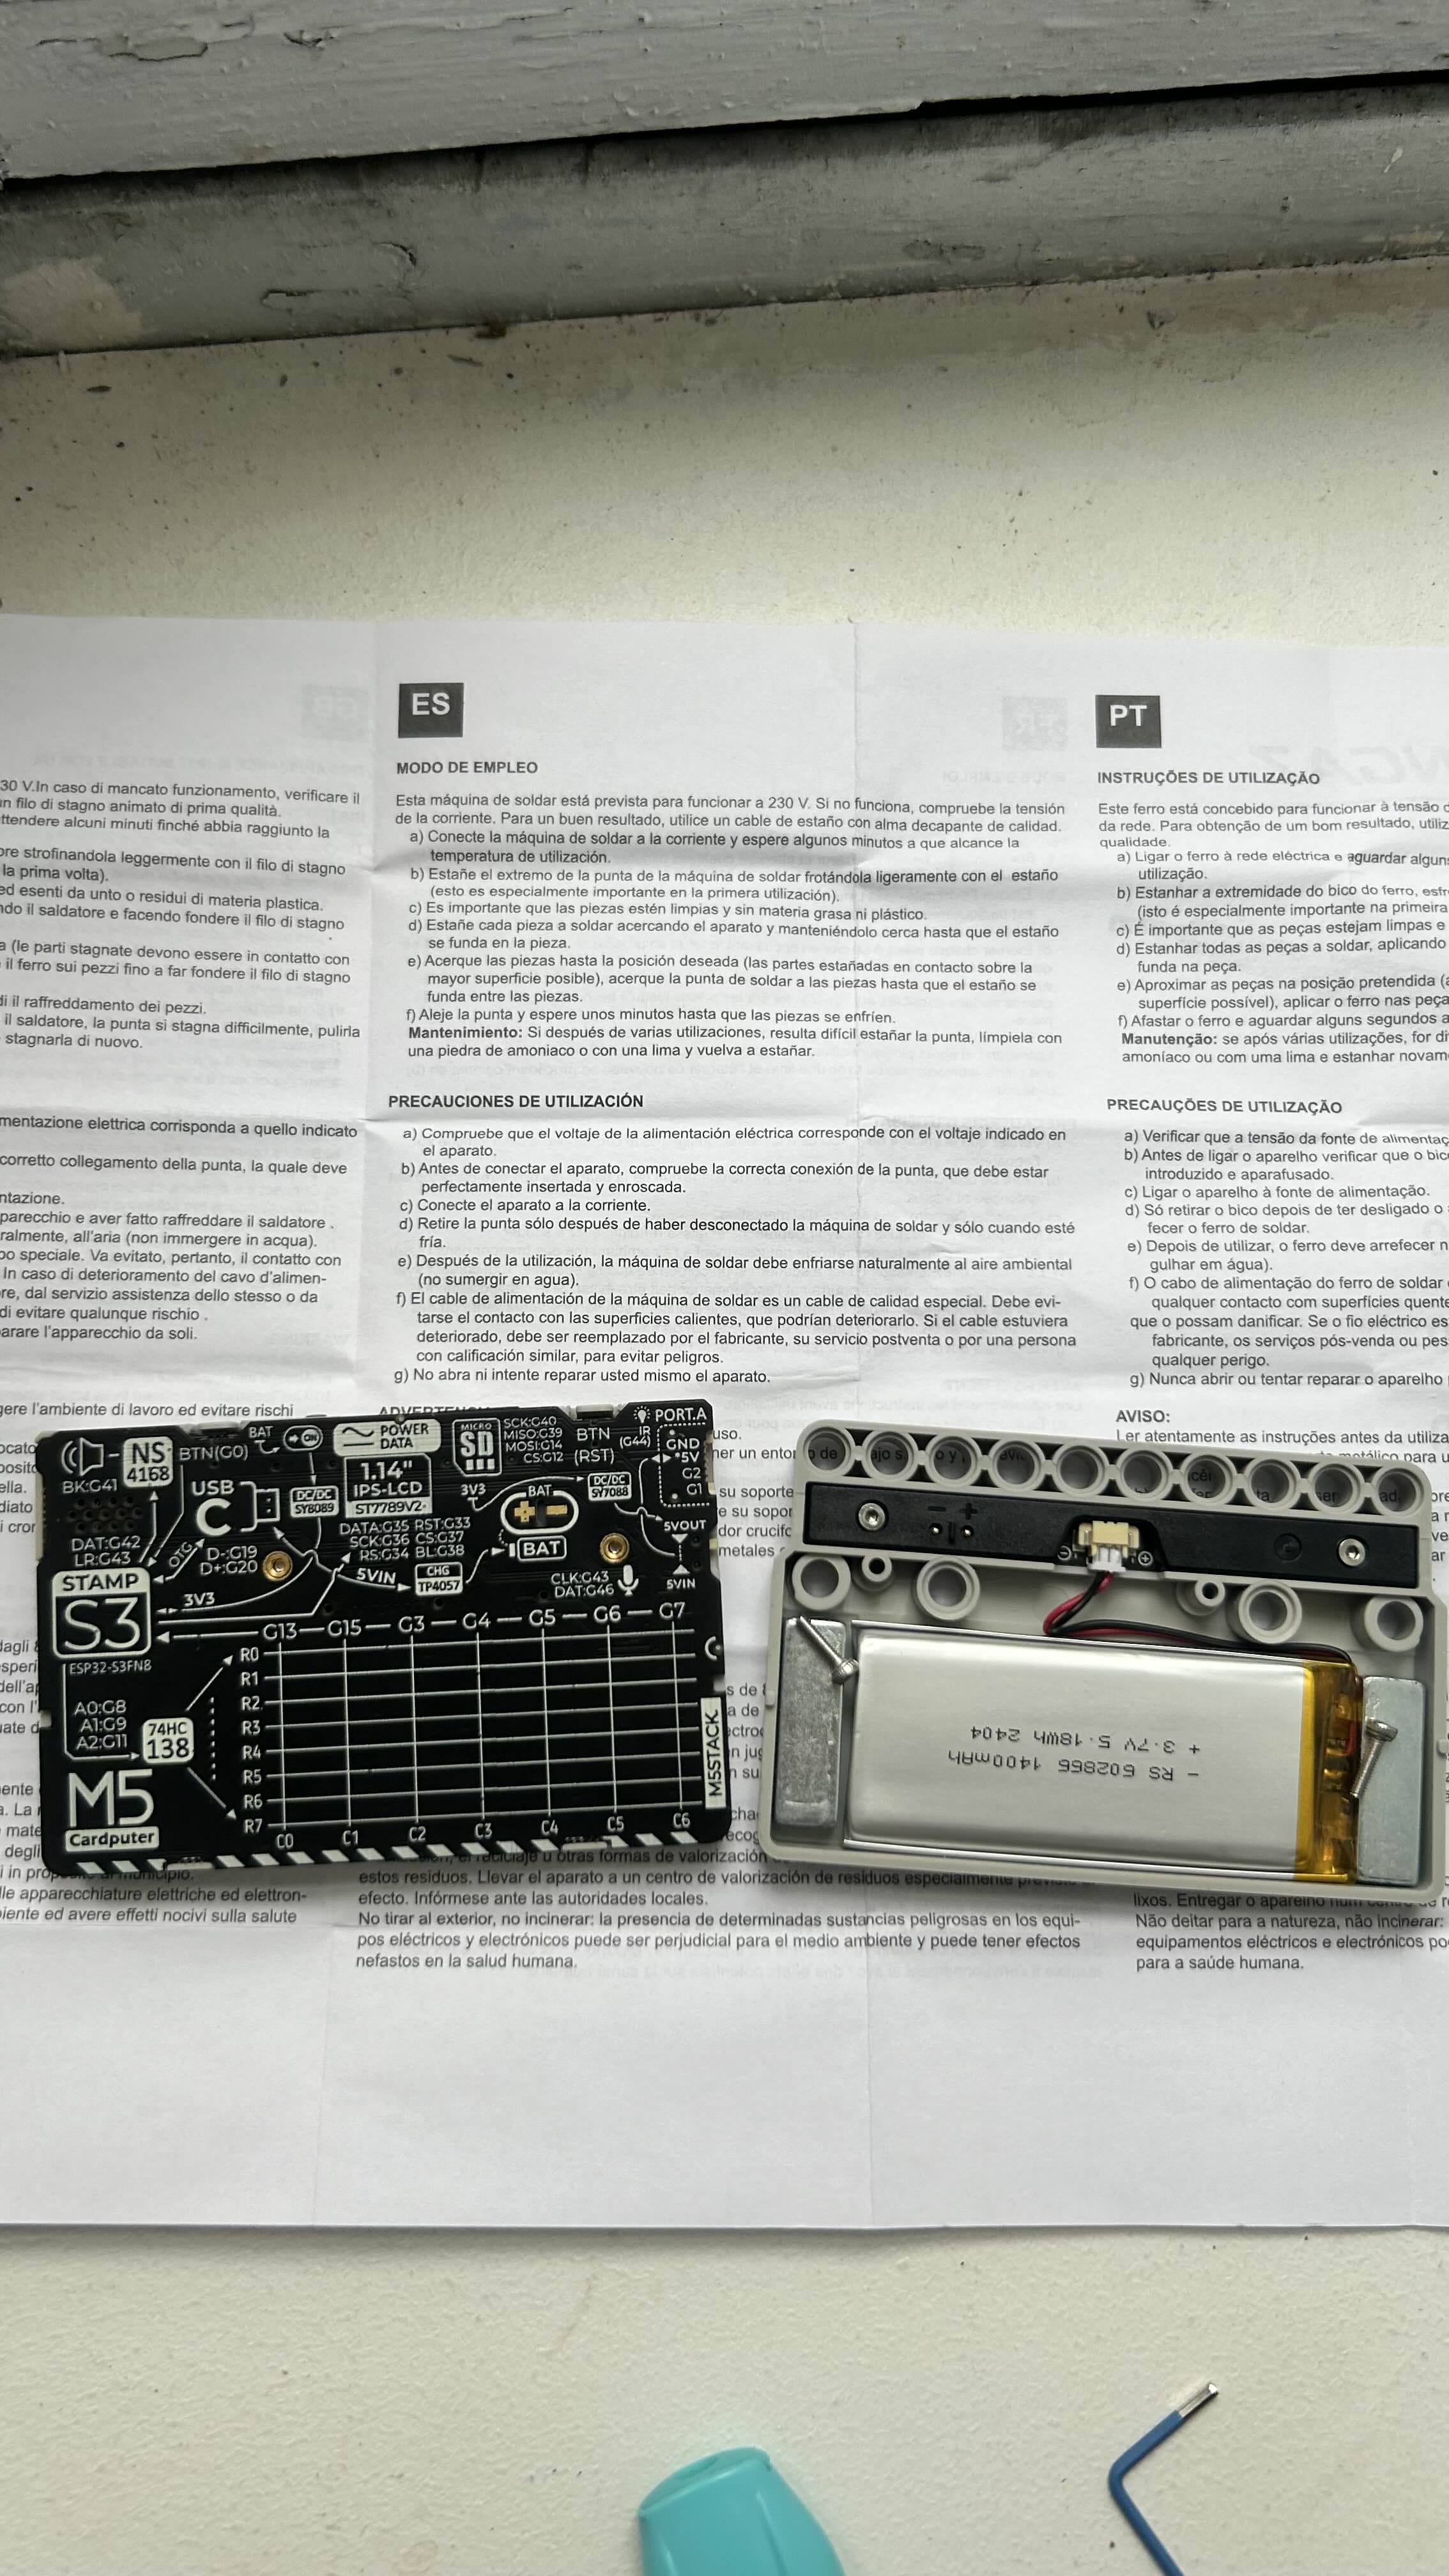 ES
MODO DE EMPLEO
Esta máquina de soldar está prevista para funcionar a 230 V. Si no funciona, compruebe la tensión
de la corriente. Para un buen resultado, utilice un cable de estaño con alma decapante de calidad.
a) Conecte la máquina de soldar a la corriente y espere algunos minutos a que alcance la
temperatura de utilización.
b) Estañe el extremo de la punta de la máquina de soldar frotándola ligeramente con el estaño
(esto es especialmente importante en la primera utilización).
c) Es importante que las piezas estén limpias y sin materia grasa ni plástico.
d) Estañe cada pieza a soldar acercando el aparato y manteniéndolo cerca hasta que el estaño
se funda en la pieza.
e) Acerque las piezas hasta la posición deseada (las partes estañadas en contacto sobre la
mayor superficie posible), acerque la punta de soldar a las piezas hasta que el estaño se
funda entre las piezas.
f) Aleje la punta y espere unos minutos hasta que las piezas se enfríen.
Mantenimiento: Si después de varias utilizaciones, resulta difícil estañar la punta, límpiela con
una piedra de amoniaco o con una lima y vuelva a estañar.
PRECAUCIONES DE UTILIZACIÓN
a) Compruebe que el voltaje de la alimentación eléctrica corresponde con el voltaje indicado en
el aparato.
b) Antes de conectar el aparato, compruebe la correcta conexión de la punta, que debe estar
perfectamente insertada y enroscada.
c) Conecte el aparato a la corriente.
d) Retire la punta sólo después de haber desconectado la máquina de soldar y sólo cuando esté
fría.
e) Después de la utilización, la máquina de soldar debe enfriarse naturalmente al aire ambiental
(no sumergir en agua).
f) El cable de alimentación de la máquina de soldar es un cable de calidad especial. Debe evi-
tarse el contacto con las superficies calientes, que podrían deteriorarlo. Si el cable estuviera
deteriorado, debe ser reemplazado por el fabricante, su servicio postventa o por una persona
con calificación similar, para evitar peligros.
g) No abra ni intente reparar usted mismo el aparato.
uso.
su soporte
metales
estos residuos. Llevar el aparato a un centro de valorización de residuos especialmente
efecto. Infórmese ante las autoridades locales.
No tirar al exterior, no incinerar: la presencia de determinadas sustancias peligrosas en los equi-
pos eléctricos y electrónicos puede ser perjudicial para el medio ambiente y puede tener efectos
nefastos en la salud humana.
30 V.In caso di mancato funzionamento, verificare il
un filo di stagno animato di prima qualità.
ttendere alcuni minuti finché abbia raggiunto la
strofinandola leggermente con il filo di stagno
la prima volta).
ed esenti da unto o residui di materia plastica.
il saldatore e facendo fondere il filo di stagno
(le parti stagnate devono essere in contatto con
il ferro sui pezzi fino a far fondere il filo di stagno
il raffreddamento dei pezzi.
il saldatore, la punta si stagna difficilmente, pulirla
stagnarla di nuovo.
mentazione elettrica corrisponda a quello indicato
corretto collegamento della punta, la quale deve
ntazione.
parecchio e aver fatto raffreddare il saldatore .
ralmente, all'aria (non immergere in acqua).
speciale. Va evitato, pertanto, il contatto con
In caso di deterioramento del cavo d'alimen-
dal servizio assistenza dello stesso o da
di evitare qualunque rischio .
parare l'apparecchio da soli.
gere l'ambiente di lavoro ed evitare rischi
apparecchiature elettriche ed elettron-
ed avere effetti nocivi sulla salute
PT
INSTRUÇÕES DE UTILIZAÇÃO
Este ferro está concebido para funcionar à tensão
da rede. Para obtenção de um bom resultado, utiliz
qualidade.
a) Ligar o ferro à rede eléctrica e aguardar alguns
utilização.
b) Estanhar a extremidade do bico do ferro, esfr
(isto é especialmente importante na primeira
c) É importante que as peças estejam limpas e
d) Estanhar todas as peças a soldar, aplicando
funda na peça.
e) Aproximar as peças na posição pretendida
superfície possível), aplicar o ferro nas peça
f) Afastar o ferro e aguardar alguns segundos
Manutenção: se após várias utilizações, for di
amoníaco ou com uma lima e estanhar novam
PRECAUÇÕES DE UTILIZAÇÃO
a) Verificar que a tensão da fonte de alimentaç
b) Antes de ligar o aparelho verificar que o bico
introduzido e aparafusado.
c) Ligar o aparelho à fonte de alimentação.
d) Só retirar o bico depois de ter desligado o
fecer o ferro de soldar.
e) Depois de utilizar, o ferro deve arrefecer n
gulhar em água).
f) O cabo de alimentação do ferro de soldar
qualquer contacto com superfícies quente
que o possam danificar. Se o fio eléctrico es
fabricante, os serviços pós-venda ou pes
qualquer perigo.
g) Nunca abrir ou tentar reparar o aparelho
AVISO:
Ler atentamente as instruções antes da utiliza
lixos. Entregar o aparelho num
Não deitar para a natureza, não incinerar:
equipamentos eléctricos e electrónicos po
para a saúde humana.
NS
4168
BK:G41
BTN(G0)
BAT
ON
POWER
DATA
MICRO
SD
SCK:G40
MISO:G39
MOSI:G14
CS:G12
BTN
(RST)
IR
(G44)
PORT.A
GND
5V
G2
G1
USB
C
DC/DC
SY8089
1.14"
IPS-LCD
ST7789V2
3V3
BAT
DC/DC
SY7088
5VOUT
DAT:G42
LR:G43
OTG
D-:G19
D+:G20
DATA:G35 RST:G33
SCK:G36 CS:G37
RS:G34 BL:G38
BAT
5VIN
CHG
TP4057
CLK:G43
DAT:G46
5VIN
STAMP
S3
ESP32-S3FN8
3V3
G13 G15 G3 G4 G5 G6 G7
R0
R1
R2
R3
R4
R5
R6
R7
A0:G8
A1:G9
A2:G11
74HC
138
M5
Cardputer
C0 C1 C2 C3 C4 C5 C6
M5STACK
- +
- RS 602866 1400mAh
+ 3.7V 5.18Wh 2404